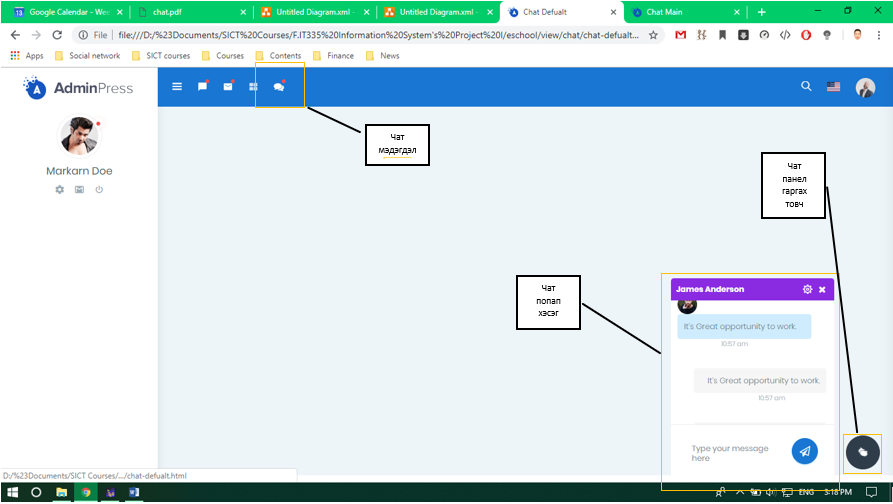 Google Calendar - Wee
chat.pdf
Untitled Diagram.xml -
Untitled Diagram.xml -
Chat Defualt
Chat Main
File | file:///D:/%23Documents/SICT%20Courses/F.IT335%20Information%20System's%20Project%20I/eschool/view/chat/chat-defualt...
Apps
Social network
SICT courses
Courses
Contents
Finance
News
AdminPress
Markarn Doe
Чат
мэдэгдэл
Чат
панел
гаргах
товч
Чат
попап
хэсэг
James Anderson
It's Great opportunity to work.
10:57 am
It's Great opportunity to work.
10:57 am
Type your message
here
D:/%23Documents/SICT Courses/.../chat-defualt.html
ENG
3:18 PM